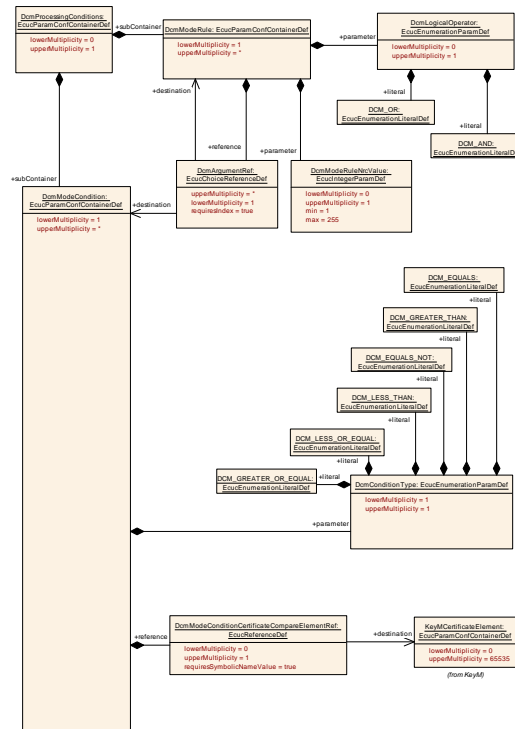 DcmProcessingConditions:
EcucParamConfContainerDef
lowerMultiplicity = 0
upperMultiplicity = 1
+subContainer
DcmModeRule: EcucParamConfContainerDef
lowerMultiplicity = 1
upperMultiplicity = *
+parameter
DcmLogicalOperator:
EcucEnumerationParamDef
lowerMultiplicity = 0
upperMultiplicity = 1
+destination
+literal
DCM_OR:
EcucEnumerationLiteralDef
+literal
DCM_AND:
EcucEnumerationLiteralD
+reference
+parameter
+subContainer
DcmArgumentRef:
EcucChoiceReferenceDef
upperMultiplicity = *
lowerMultiplicity = 1
requiresIndex = true
DcmModeRuleNrcValue:
EcucIntegerParamDef
lowerMultiplicity = 0
upperMultiplicity = 1
min = 1
max = 255
DcmModeCondition:
EcucParamConfContainerDef
lowerMultiplicity = 1
upperMultiplicity = *
+destination
DCM_EQUALS:
EcucEnumerationLiteralDef
+literal
DCM_GREATER_THAN:
EcucEnumerationLiteralDef
+literal
DCM_EQUALS_NOT:
EcucEnumerationLiteralDef
+literal
DCM_LESS_THAN:
EcucEnumerationLiteralDef
+literal
DCM_LESS_OR_EQUAL:
EcucEnumerationLiteralDef
+literal
DCM_GREATER_OR_EQUAL:
EcucEnumerationLiteralDef
+literal
DcmConditionType: EcucEnumerationParamDef
lowerMultiplicity = 1
upperMultiplicity = 1
+parameter
+reference
DcmModeConditionCertificateCompareElementRef:
EcucReferenceDef
lowerMultiplicity = 0
upperMultiplicity = 1
requiresSymbolicNameValue = true
+destination
KeyMCertificateElement:
EcucParamConfContainerDef
lowerMultiplicity = 0
upperMultiplicity = 65535
(from KeyM)